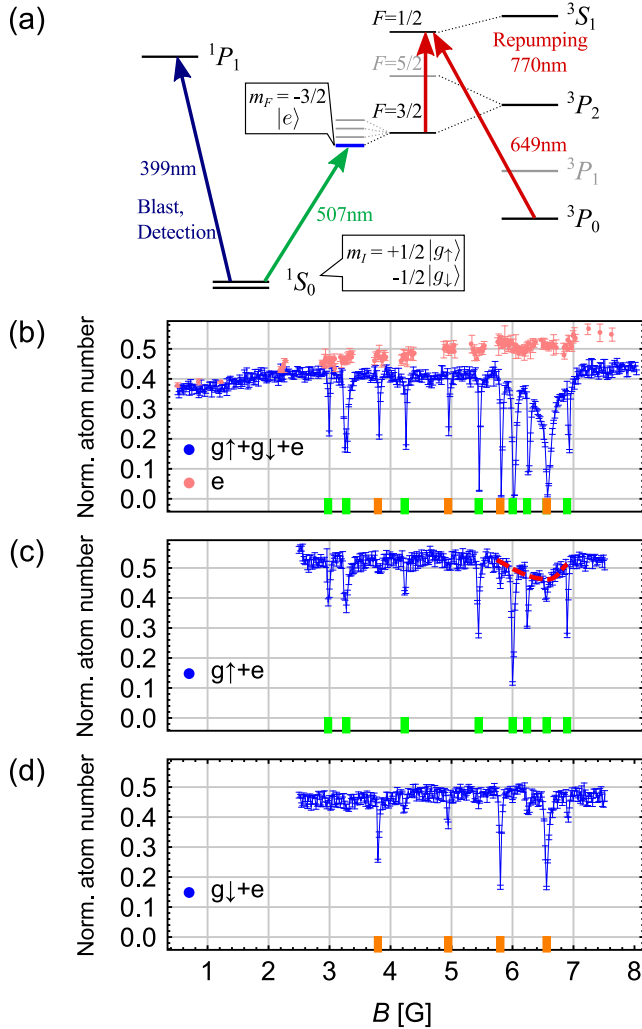 (a)
F=1/2
³S₁
¹P₁
Repumping
770nm
F=5/2
m_F = -3/2
|e⟩
F=3/2
³P₂
399nm
649nm
³P₁
Blast,
Detection
507nm
³P₀
¹S₀
m_I = +1/2 |g↑⟩
-1/2 |g↓⟩
(b)
Norm. atom number
0.5
0.4
0.3
0.2
0.1
0.0
g↑+g↓+e
e
(c)
Norm. atom number
0.5
0.4
0.3
0.2
0.1
0.0
g↑+e
(d)
Norm. atom number
0.5
0.4
0.3
0.2
0.1
0.0
g↓+e
1 2 3 4 5 6 7 8
B [G]